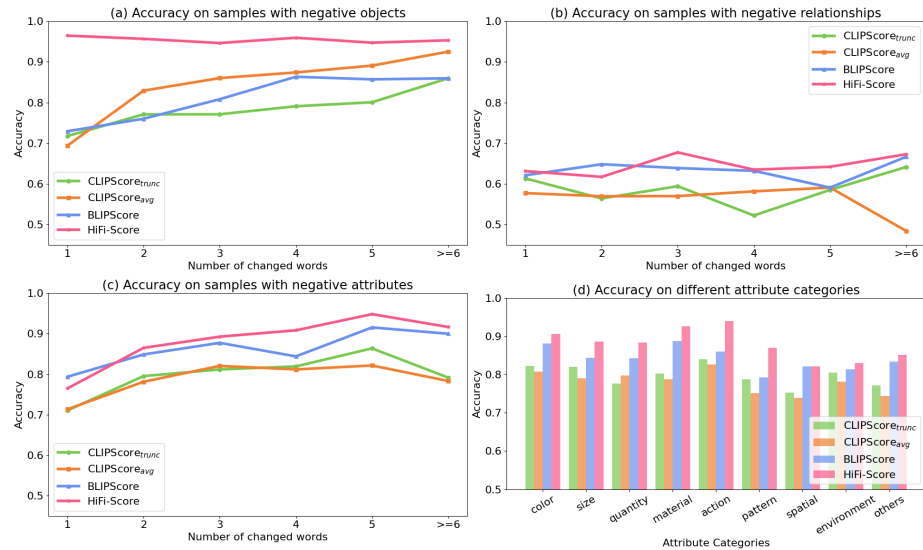 (a) Accuracy on samples with negative objects
1.0
0.9
0.8
0.7
0.6
0.5
Accuracy
CLIPScore_trunc
CLIPScore_avg
BLIPScore
HiFi-Score
1 2 3 4 5 >=6
Number of changed words
(b) Accuracy on samples with negative relationships
1.0
0.9
0.8
0.7
0.6
0.5
Accuracy
CLIPScore_trunc
CLIPScore_avg
BLIPScore
HiFi-Score
1 2 3 4 5 >=6
Number of changed words
(c) Accuracy on samples with negative attributes
1.0
0.9
0.8
0.7
0.6
0.5
Accuracy
CLIPScore_trunc
CLIPScore_avg
BLIPScore
HiFi-Score
1 2 3 4 5 >=6
Number of changed words
(d) Accuracy on different attribute categories
1.0
0.9
0.8
0.7
0.6
0.5
Accuracy
CLIPScore_trunc
CLIPScore_avg
BLIPScore
HiFi-Score
color size quantity material action pattern spatial environment others
Attribute Categories